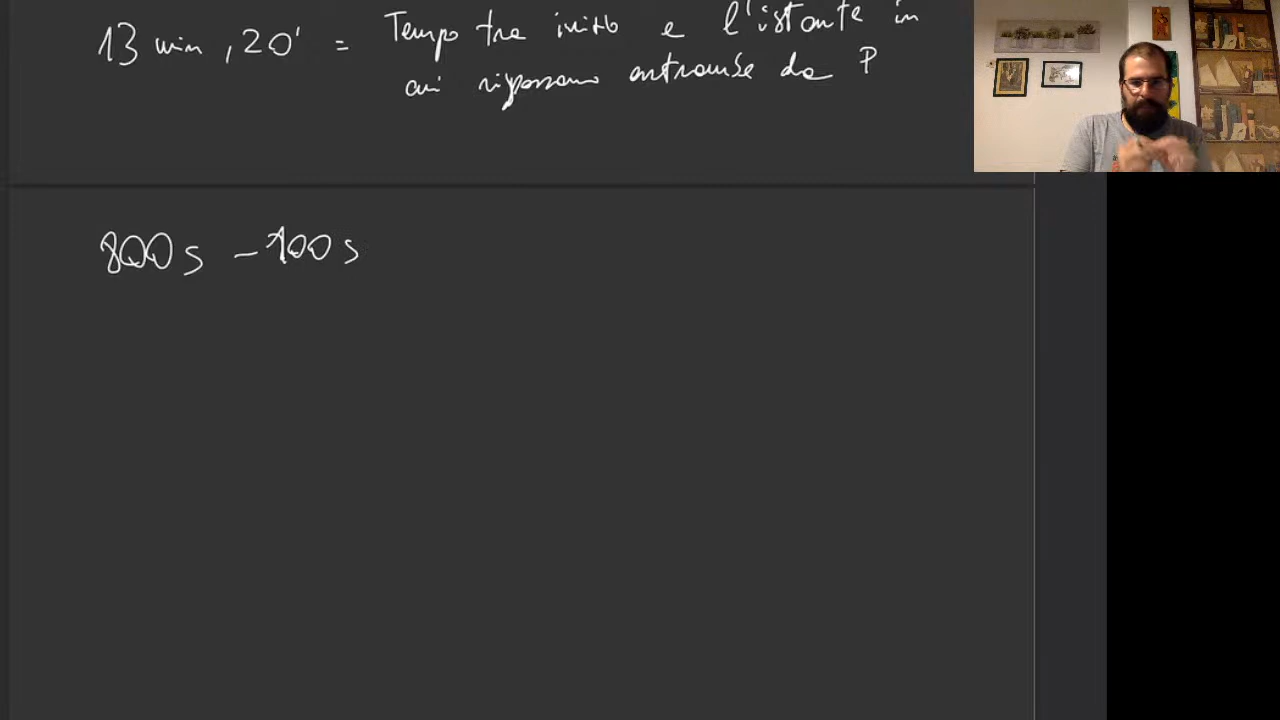 13 min, 20' = Tempo tra inizio e l'istante in
cui ripassano entrambe da P
800 s - 100 s